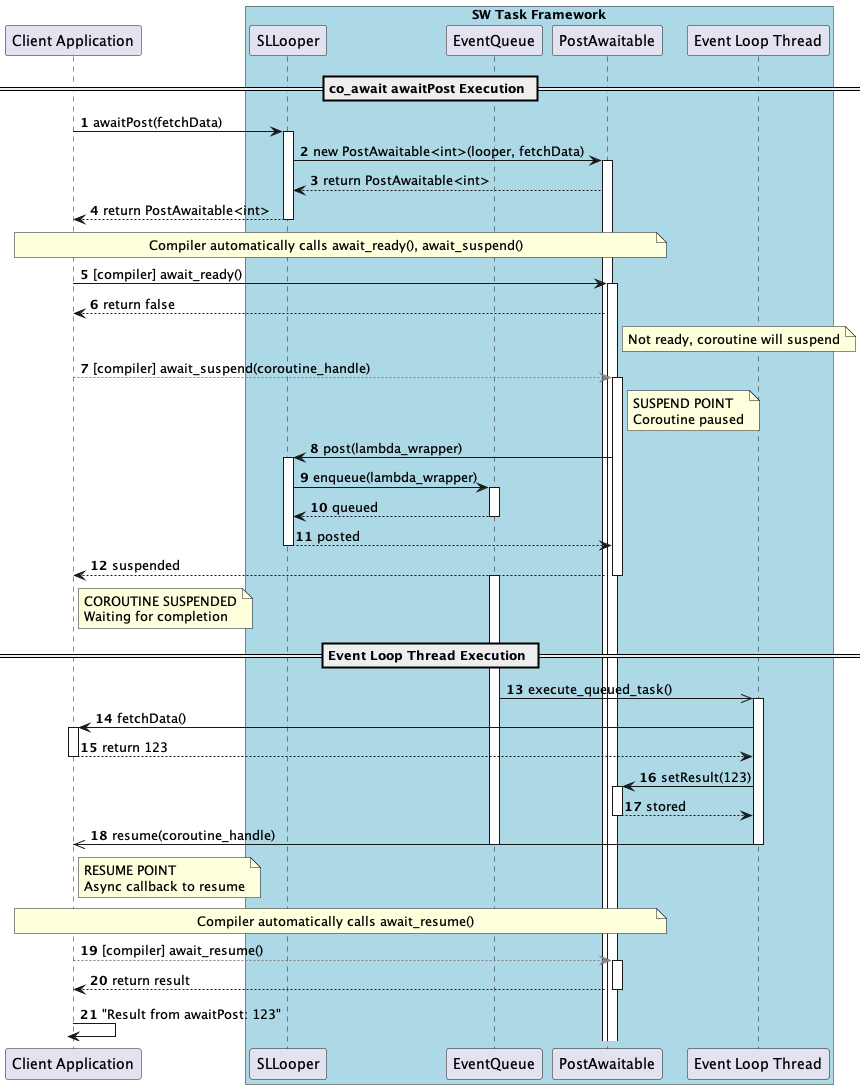 SW Task Framework
Client Application
SLLooper
EventQueue
PostAwaitable
Event Loop Thread
co_await awaitPost Execution
1 awaitPost(fetchData)
2 new PostAwaitable<int>(looper, fetchData)
3 return PostAwaitable<int>
4 return PostAwaitable<int>
Compiler automatically calls await_ready(), await_suspend()
5 [compiler] await_ready()
6 return false
Not ready, coroutine will suspend
7 [compiler] await_suspend(coroutine_handle)
SUSPEND POINT
Coroutine paused
8 post(lambda_wrapper)
9 enqueue(lambda_wrapper)
10 queued
11 posted
12 suspended
COROUTINE SUSPENDED
Waiting for completion
Event Loop Thread Execution
13 execute_queued_task()
14 fetchData()
15 return 123
16 setResult(123)
17 stored
18 resume(coroutine_handle)
RESUME POINT
Async callback to resume
Compiler automatically calls await_resume()
19 [compiler] await_resume()
20 return result
21 "Result from awaitPost: 123"
Client Application
SLLooper
EventQueue
PostAwaitable
Event Loop Thread